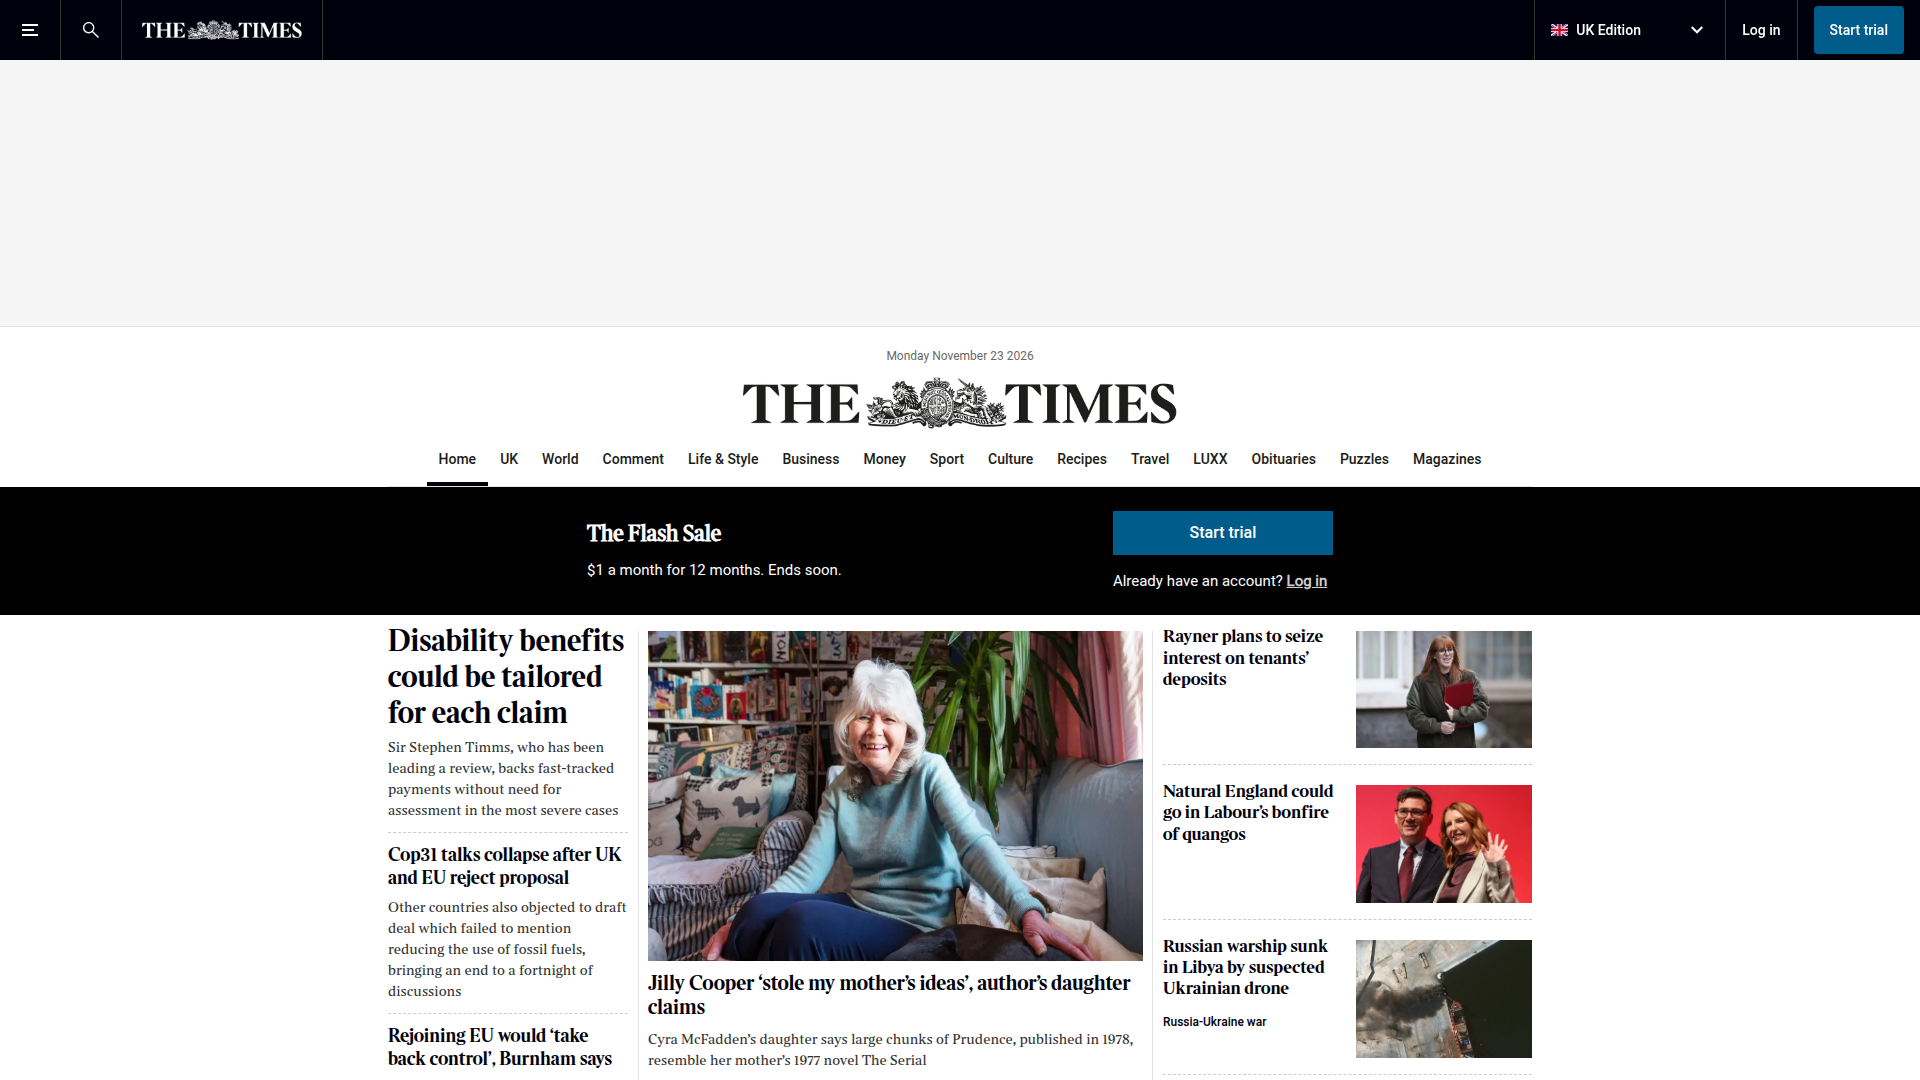 THE TIMES
UK Edition
Log in
Start trial
Monday November 23 2026
THE TIMES
Home UK World Comment Life & Style Business Money Sport Culture Recipes Travel LUXX Obituaries Puzzles Magazines
The Flash Sale
$1 a month for 12 months. Ends soon.
Start trial
Already have an account? Log in
Disability benefits
could be tailored
for each claim
Sir Stephen Timms, who has been
leading a review, backs fast-tracked
payments without need for
assessment in the most severe cases
Cop31 talks collapse after UK
and EU reject proposal
Other countries also objected to draft
deal which failed to mention
reducing the use of fossil fuels,
bringing an end to a fortnight of
discussions
Rejoining EU would ‘take
back control’, Burnham says
Jilly Cooper ‘stole my mother’s ideas’, author’s daughter
claims
Cyra McFadden’s daughter says large chunks of Prudence, published in 1978,
resemble her mother’s 1977 novel The Serial
Rayner plans to seize
interest on tenants’
deposits
Natural England could
go in Labour’s bonfire
of quangos
Russian warship sunk
in Libya by suspected
Ukrainian drone
Russia-Ukraine war